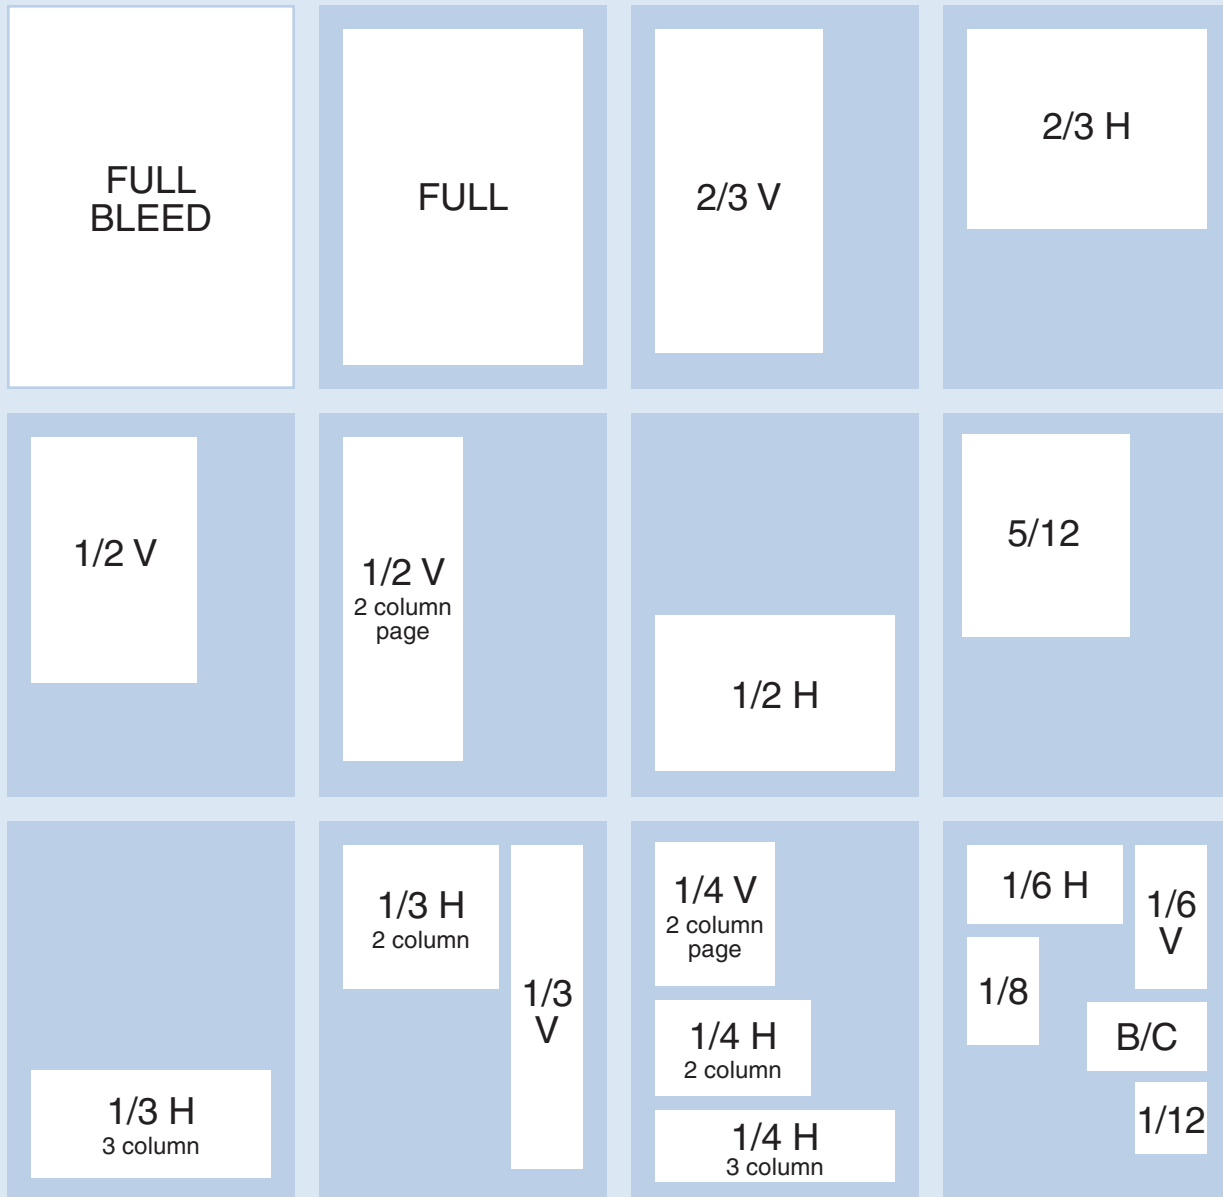 FULL
BLEED
FULL
2/3 V
2/3 H
1/2 V
1/2 V
2 column
page
1/2 H
5/12
1/3 H
3 column
1/3 H
2 column
1/3
V
1/4 V
2 column
page
1/4 H
2 column
1/4 H
3 column
1/6 H
1/6
V
1/8
B/C
1/12